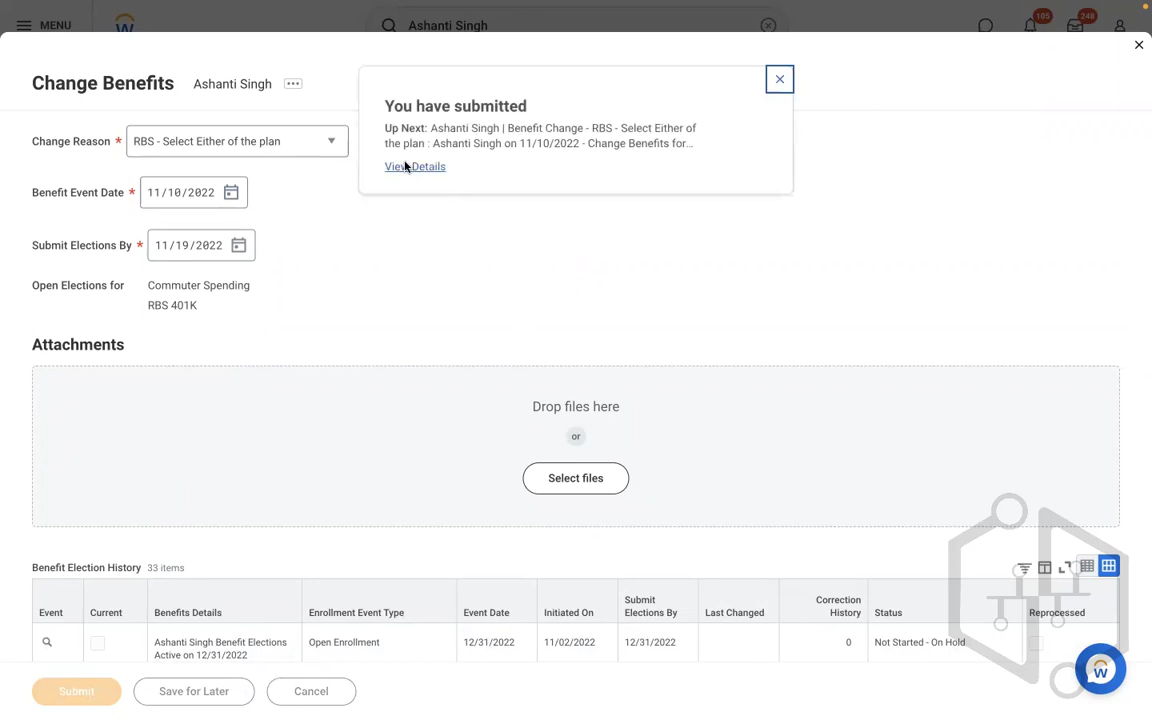 MENU
Ashanti Singh
105
248
Change Benefits
Ashanti Singh
You have submitted
Up Next: Ashanti Singh | Benefit Change - RBS - Select Either of
the plan : Ashanti Singh on 11/10/2022 - Change Benefits for...
View Details
Change Reason *
RBS - Select Either of the plan
Benefit Event Date *
11/10/2022
Submit Elections By *
11/19/2022
Open Elections for
Commuter Spending
RBS 401K
Attachments
Drop files here
or
Select files
Benefit Election History 33 items
Event
Current
Benefits Details
Enrollment Event Type
Event Date
Initiated On
Submit
Elections By
Last Changed
Correction
History
Status
Reprocessed
Ashanti Singh Benefit Elections
Active on 12/31/2022
Open Enrollment
12/31/2022
11/02/2022
12/31/2022
0
Not Started - On Hold
Submit
Save for Later
Cancel